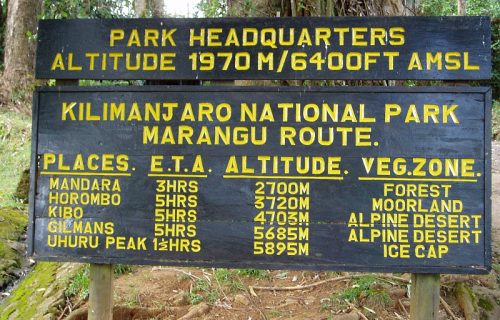 PARK HEADQUARTERS
ALTITUDE 1970 M/6400FT AMSL
KILIMANJARO NATIONAL PARK
MARANGU ROUTE.
PLACES. E.T.A. ALTITUDE. VEG.ZONE.
MANDARA 3HRS 2700M FOREST
HOROMBO 5HRS 3720M MOORLAND
KIBO 5HRS 4703M ALPINE DESERT
GILMANS 5HRS 5685M ALPINE DESERT
UHURU PEAK 1½HRS 5895M ICE CAP